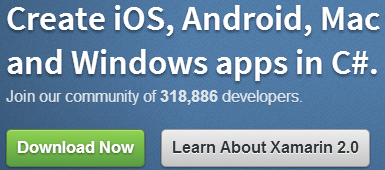 Create iOS, Android, Mac
and Windows apps in C#.
Join our community of 318,886 developers.
Download Now
Learn About Xamarin 2.0